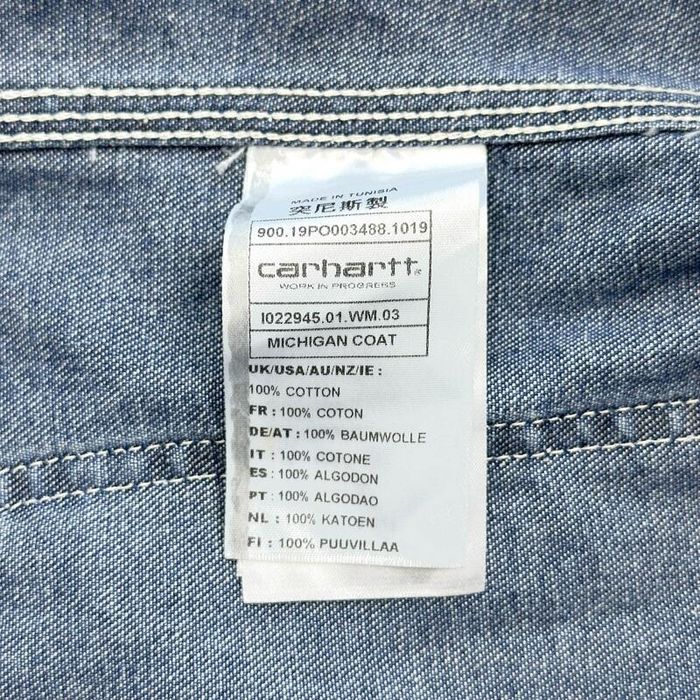 MADE IN TUNISIA
突尼斯製
900.19PO003488.1019
carhartt®
WORK IN PROGRESS
I022945.01.WM.03
MICHIGAN COAT
UK/USA/AU/NZ/IE :
100% COTTON
FR : 100% COTON
DE/AT : 100% BAUMWOLLE
IT : 100% COTONE
ES : 100% ALGODON
PT : 100% ALGODAO
NL : 100% KATOEN
FI : 100% PUUVILLAA